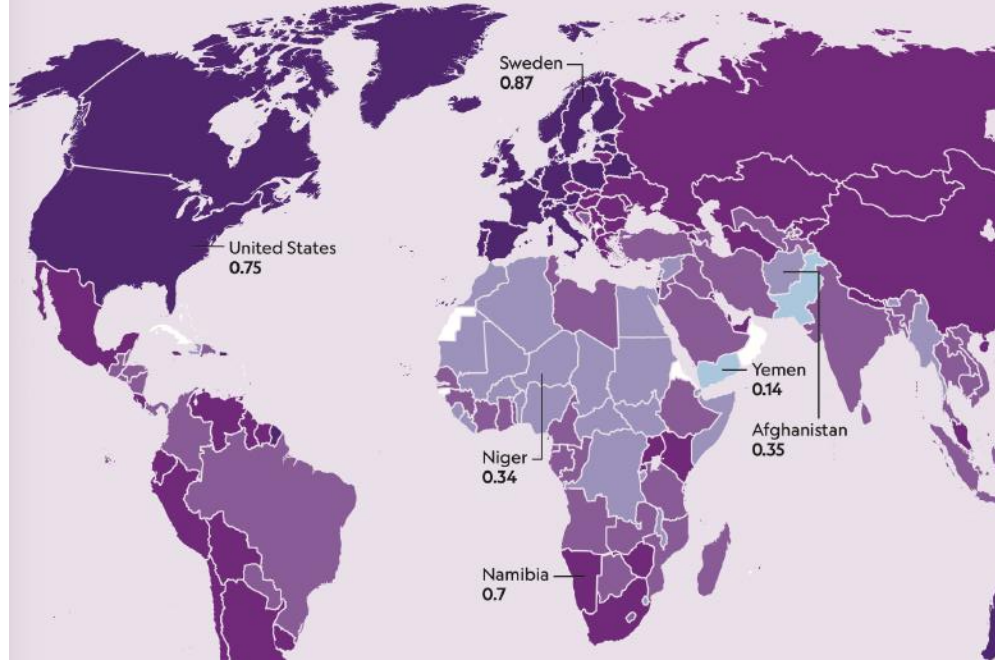 Sweden
0.87
United States
0.75
Yemen
0.14
Afghanistan
0.35
Niger
0.34
Namibia
0.7